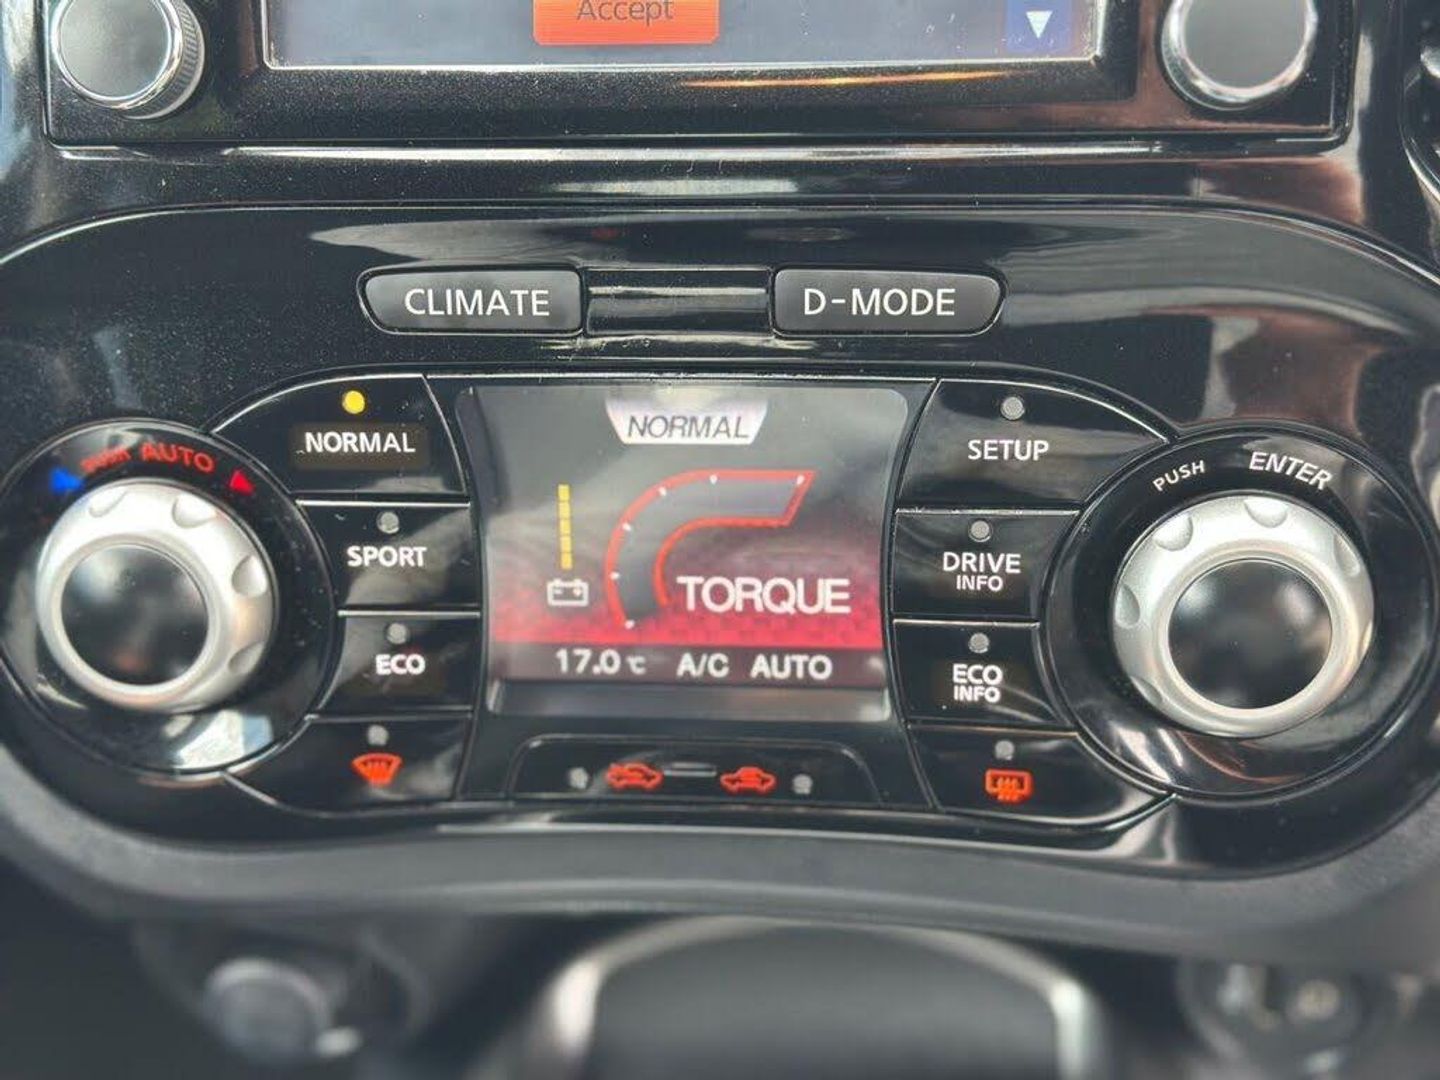 Accept
CLIMATE
D-MODE
NORMAL
NORMAL
SETUP
PUSH AUTO
PUSH ENTER
SPORT
DRIVE
INFO
TORQUE
ECO
17.0 °C A/C AUTO
ECO
INFO